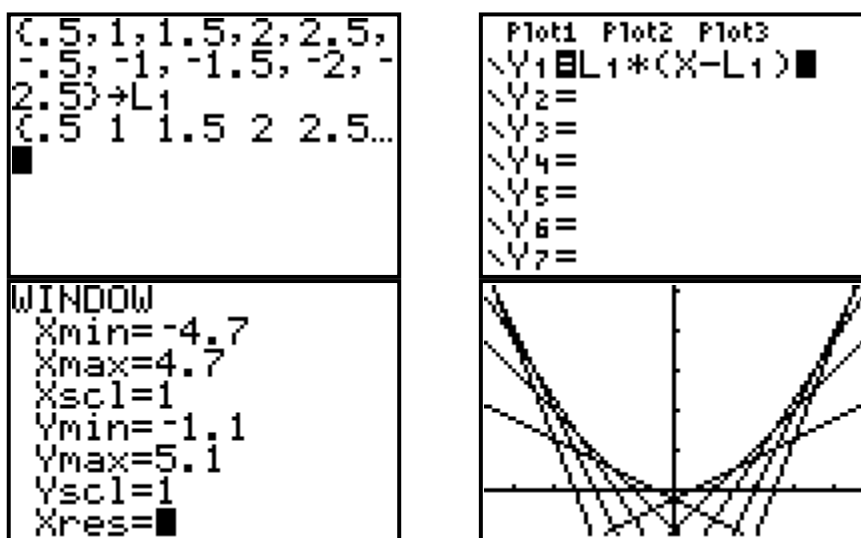 {.5,1,1.5,2,2.5,
-.5,-1,-1.5,-2,-
2.5}→L₁
{.5 1 1.5 2 2.5…
Plot1 Plot2 Plot3
\Y₁=L₁*(X-L₁)
\Y₂=
\Y₃=
\Y₄=
\Y₅=
\Y₆=
\Y₇=
WINDOW
Xmin=-4.7
Xmax=4.7
Xscl=1
Ymin=-1.1
Ymax=5.1
Yscl=1
Xres=